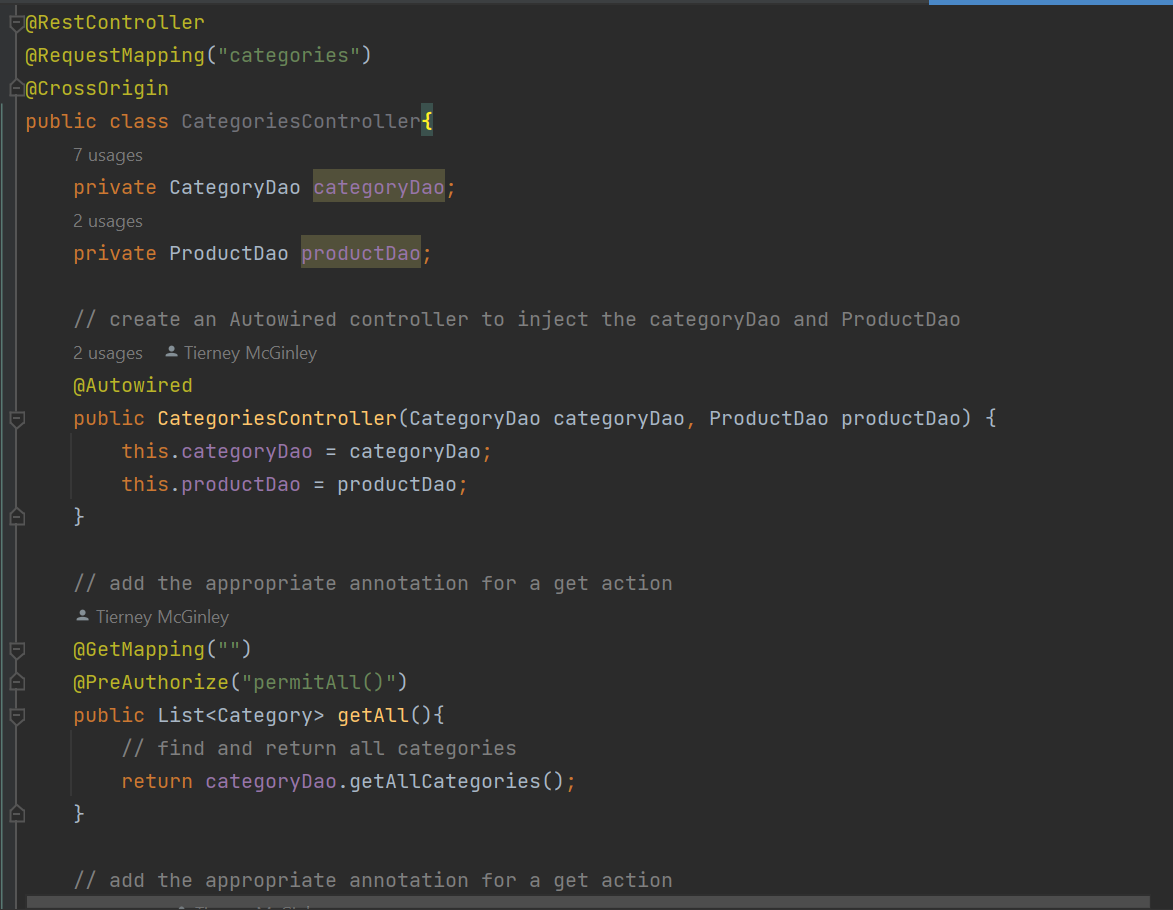 @RestController
@RequestMapping("categories")
@CrossOrigin
public class CategoriesController{
7 usages
private CategoryDao categoryDao;
2 usages
private ProductDao productDao;
// create an Autowired controller to inject the categoryDao and ProductDao
2 usages Tierney McGinley
@Autowired
public CategoriesController(CategoryDao categoryDao, ProductDao productDao) {
this.categoryDao = categoryDao;
this.productDao = productDao;
}
// add the appropriate annotation for a get action
Tierney McGinley
@GetMapping("")
@PreAuthorize("permitAll()")
public List<Category> getAll(){
// find and return all categories
return categoryDao.getAllCategories();
}
// add the appropriate annotation for a get action